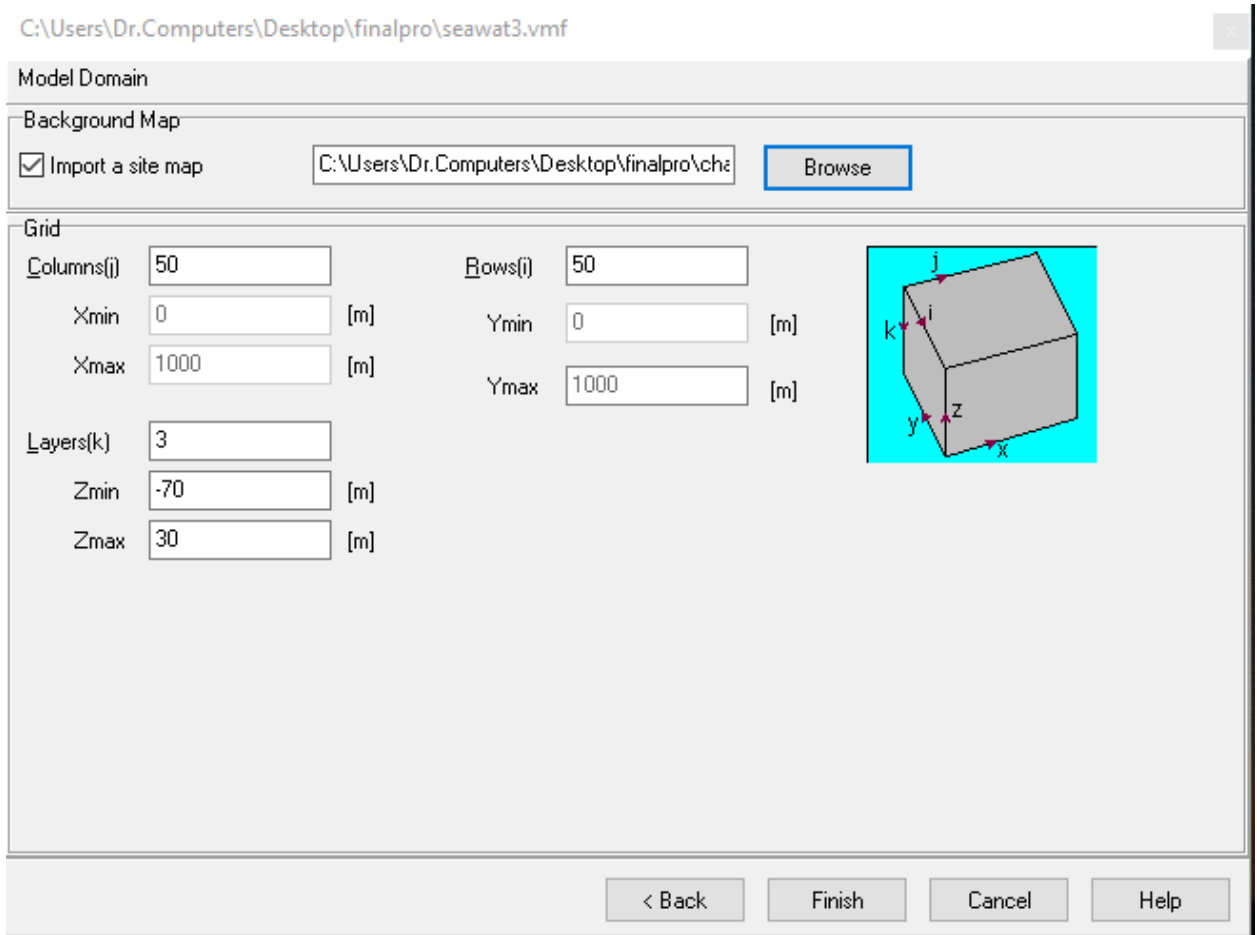 C:\Users\Dr.Computers\Desktop\finalpro\seawat3.vmf
x
Model Domain
Background Map
Import a site map C:\Users\Dr.Computers\Desktop\finalpro\cha Browse
Grid
Columns(j) 50 Rows(i) 50
Xmin 0 [m] Ymin 0 [m]
Xmax 1000 [m] Ymax 1000 [m]
Layers(k) 3
Zmin -70 [m]
Zmax 30 [m]
j
i
k
z
y
x
< Back Finish Cancel Help